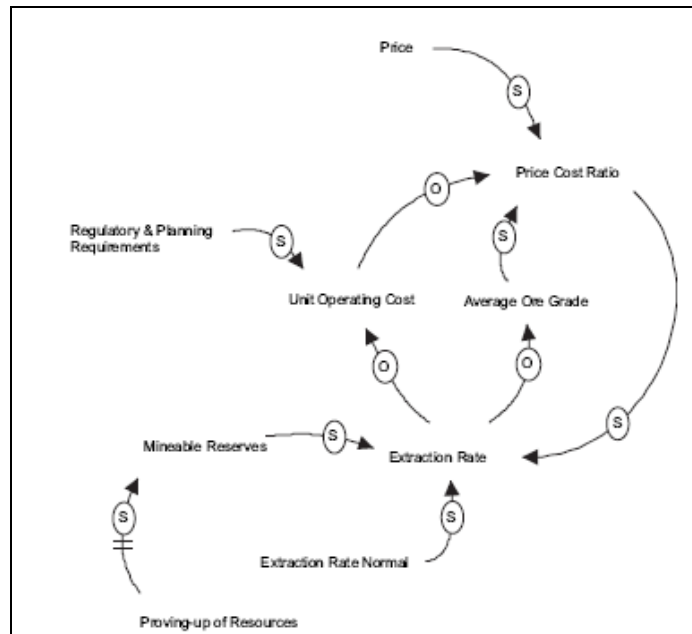 Price
S
Price Cost Ratio
O
S
Regulatory & Planning
Requirements
S
Unit Operating Cost
Average Ore Grade
O
O
Mineable Reserves
S
Extraction Rate
S
S
S
Extraction Rate Normal
Proving-up of Resources